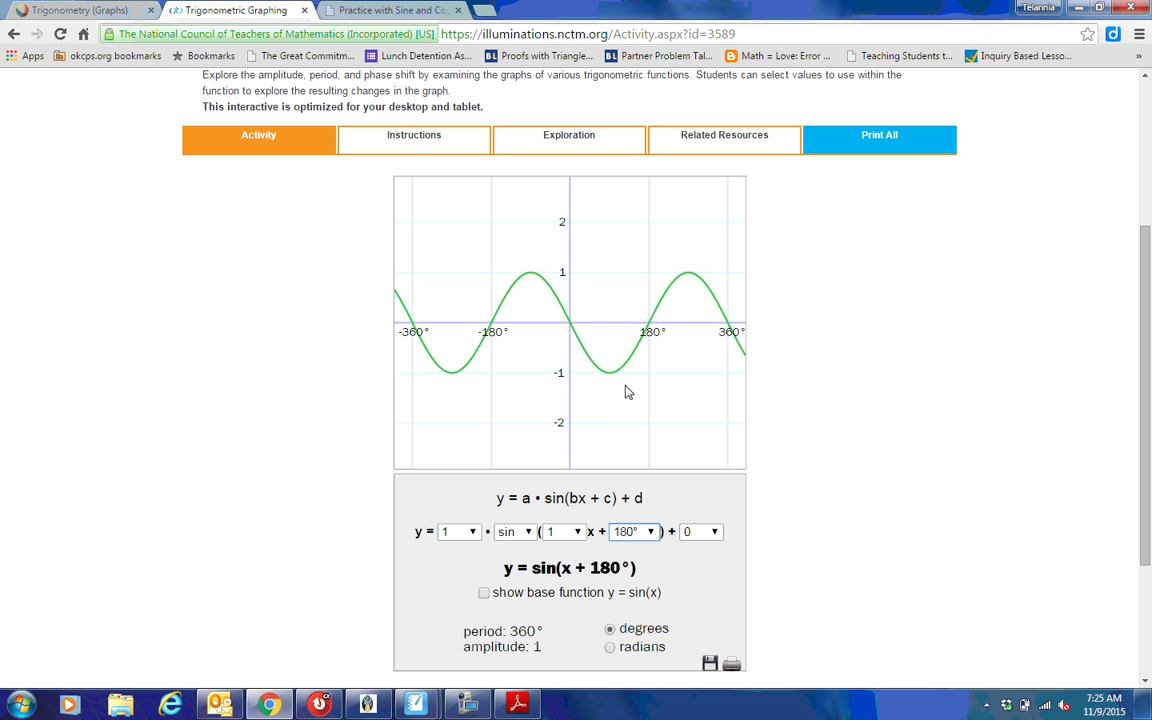 Trigonometry (Graphs)
Trigonometric Graphing
Practice with Sine and Co
Telannia
The National Council of Teachers of Mathematics (Incorporated) [US]
https://illuminations.nctm.org/Activity.aspx?id=3589
Apps
okcps.org bookmarks
Bookmarks
The Great Commitm...
Lunch Detention As...
BL Proofs with Triangle...
BL Partner Problem Tal...
Math = Love: Error ...
Teaching Students t...
Inquiry Based Lesso...
»
Explore the amplitude, period, and phase shift by examining the graphs of various trigonometric functions. Students can select values to use within the
function to explore the resulting changes in the graph.
This interactive is optimized for your desktop and tablet.
Activity
Instructions
Exploration
Related Resources
Print All
2
1
-360° -180° 180° 360°
-1
-2
y = a • sin(bx + c) + d
y = 1 • sin ( 1 x + 180° ) + 0
y = sin(x + 180°)
show base function y = sin(x)
period: 360°
amplitude: 1
degrees
radians
7:25 AM
11/9/2015